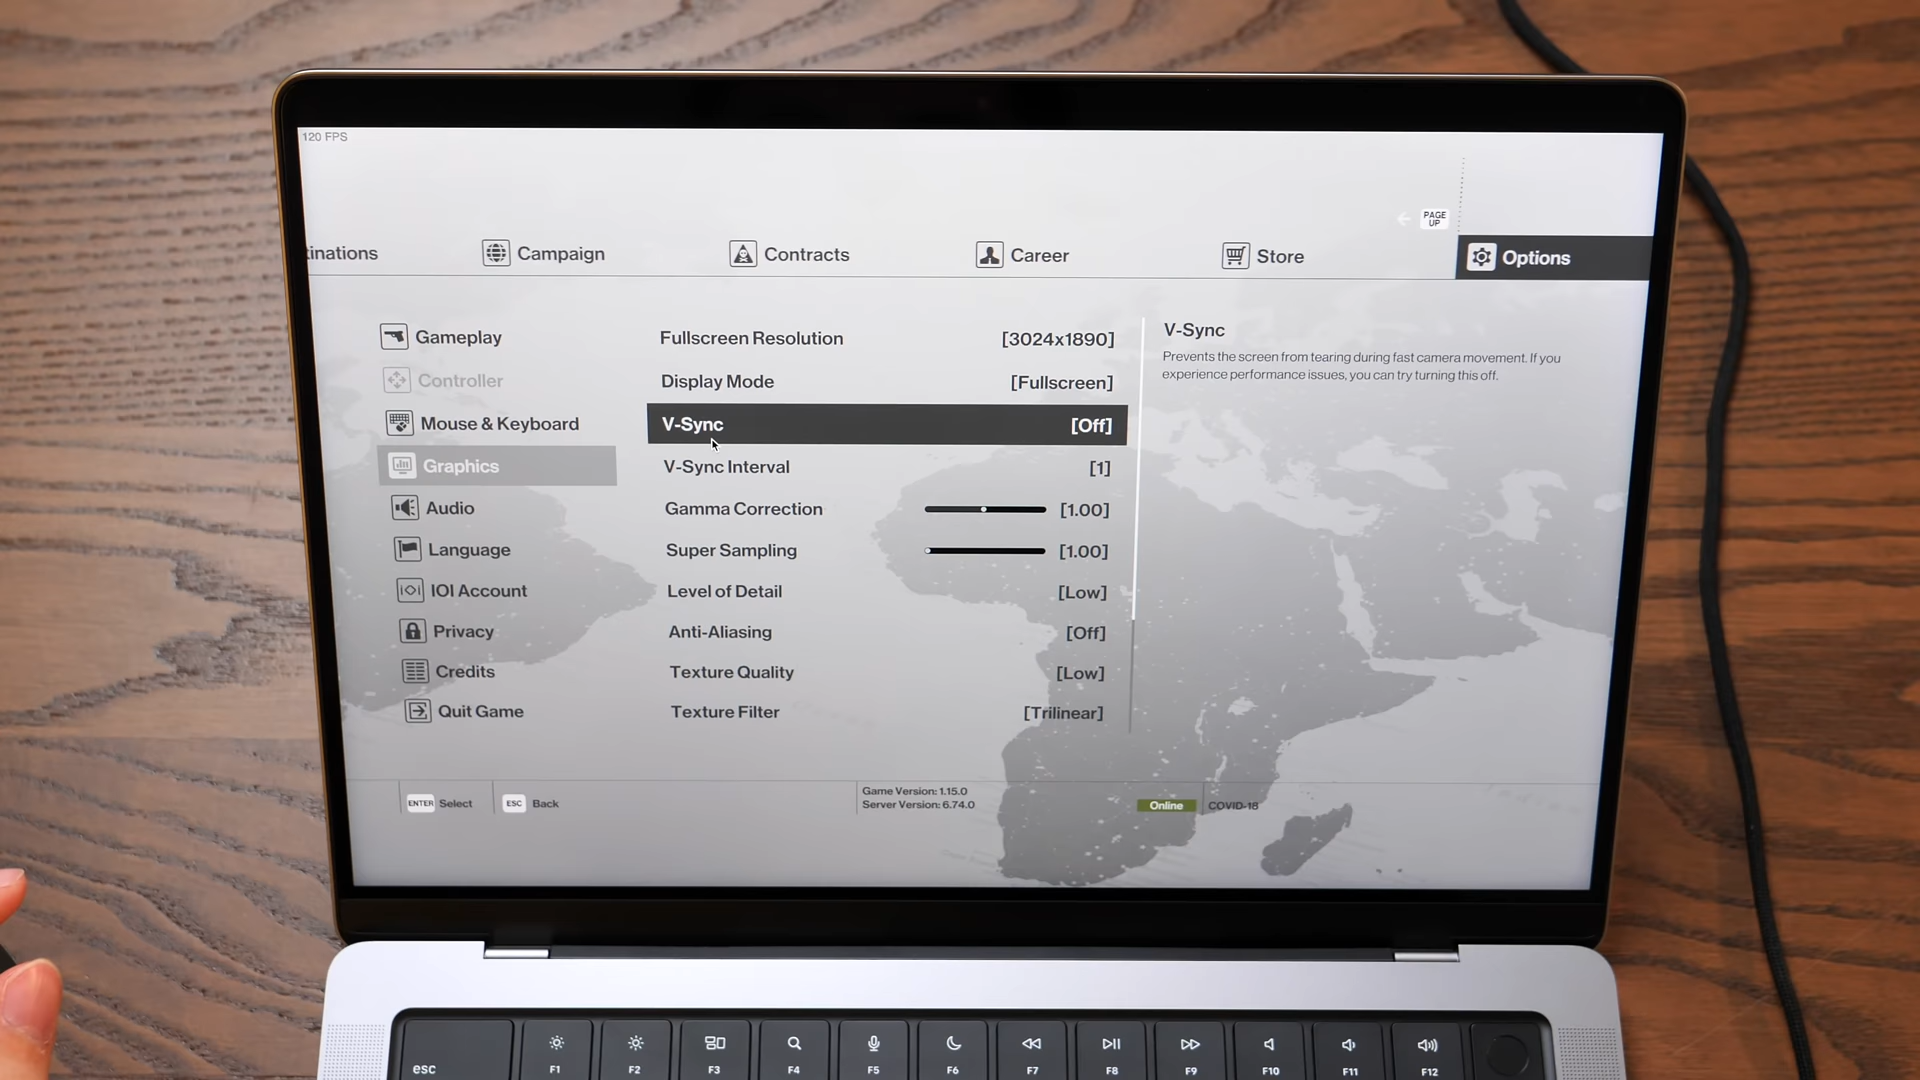 120 FPS
PAGE
UP
inations
Campaign
Contracts
Career
Store
Options
Gameplay
Controller
Mouse & Keyboard
Graphics
Audio
Language
IOI Account
Privacy
Credits
Quit Game
Fullscreen Resolution [3024x1890]
Display Mode [Fullscreen]
V-Sync [Off]
V-Sync Interval [1]
Gamma Correction [1.00]
Super Sampling [1.00]
Level of Detail [Low]
Anti-Aliasing [Off]
Texture Quality [Low]
Texture Filter [Trilinear]
V-Sync
Prevents the screen from tearing during fast camera movement. If you
experience performance issues, you can try turning this off.
ENTER Select
ESC Back
Game Version: 1.15.0
Server Version: 6.74.0
Online
COVID-18
esc F1 F2 F3 F4 F5 F6 F7 F8 F9 F10 F11 F12